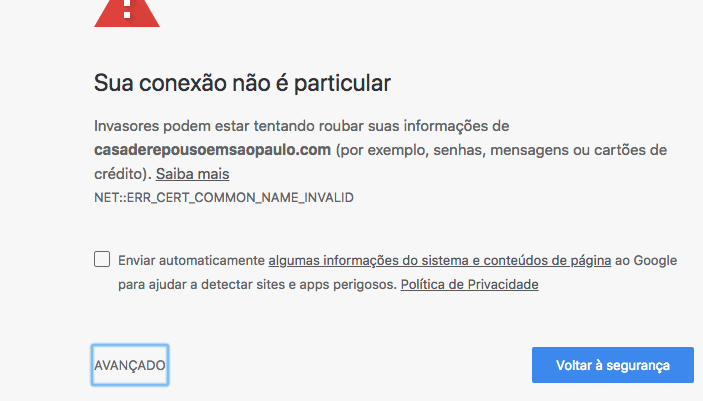 Sua conexão não é particular
Invasores podem estar tentando roubar suas informações de
casaderepousoemsaopaulo.com (por exemplo, senhas, mensagens ou cartões de
crédito). Saiba mais
NET::ERR_CERT_COMMON_NAME_INVALID
Enviar automaticamente algumas informações do sistema e conteúdos de página ao Google
para ajudar a detectar sites e apps perigosos. Política de Privacidade
AVANÇADO
Voltar à segurança